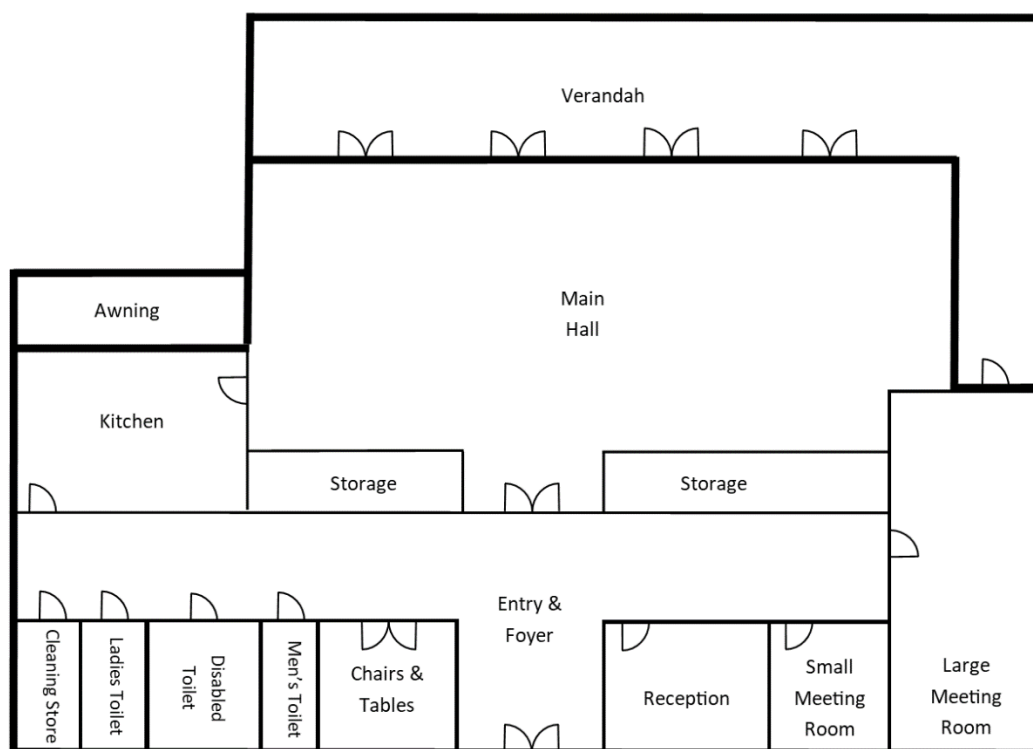 Verandah
Awning
Main
Hall
Kitchen
Storage
Storage
Entry &
Foyer
Cleaning Store
Ladies Toilet
Disabled
Toilet
Men's Toilet
Chairs &
Tables
Reception
Small
Meeting
Room
Large
Meeting
Room